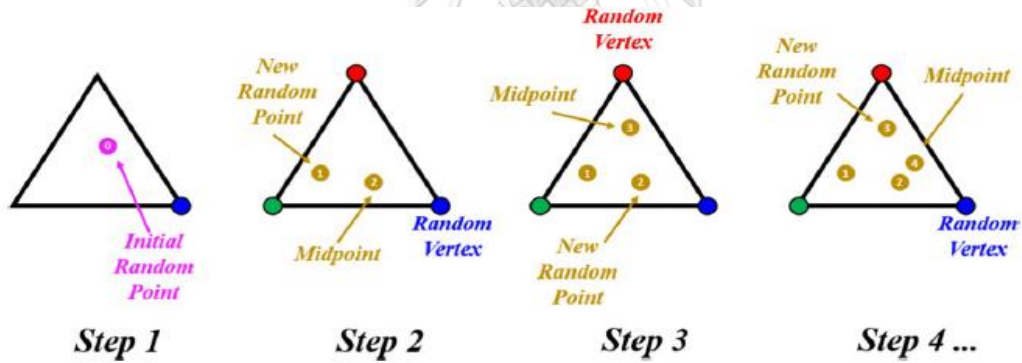 0
Initial
Random
Point
Step 1
New
Random
Point
1
2
Midpoint
Random
Vertex
Step 2
Random
Vertex
Midpoint
3
1
2
New
Random
Point
Step 3
New
Random
Point
Midpoint
3
4
2
Random
Vertex
Step 4 ...